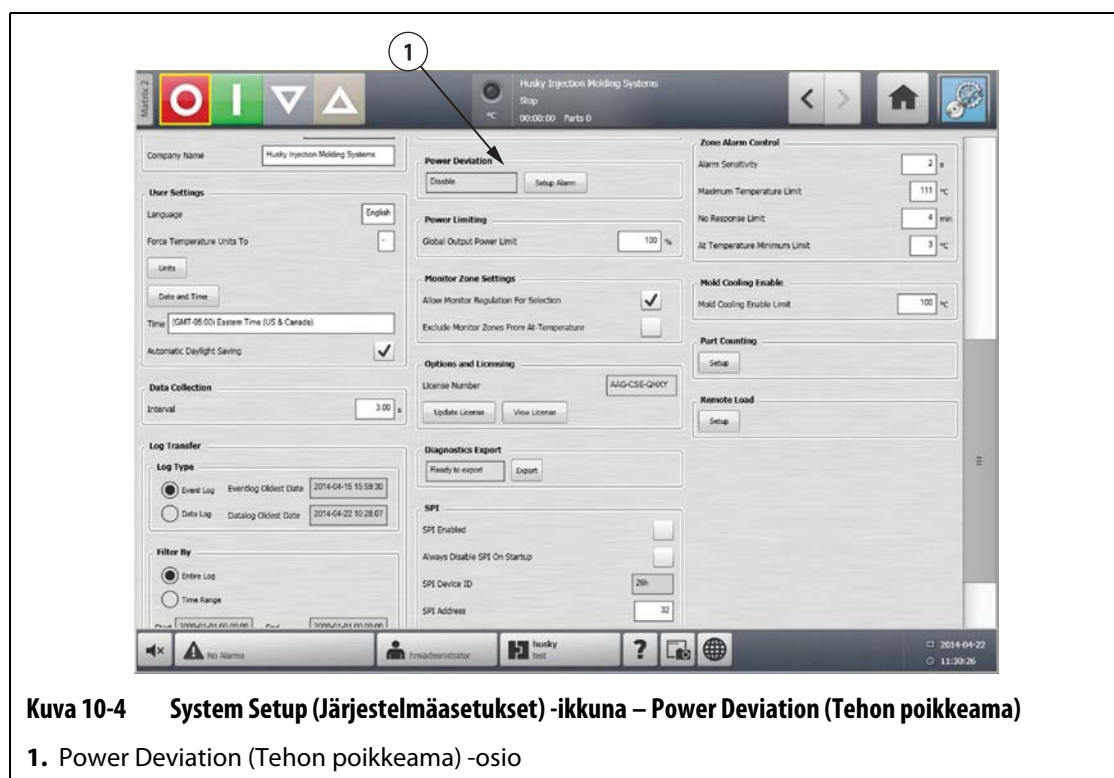 1
Matrix 2
Husky Injection Molding Systems
Stop
°C
00:00:00 Parts 0
Company Name
Husky Injection Molding Systems
User Settings
Language
English
Force Temperature Units To
-
Units
Date and Time
Time
(GMT-05:00) Eastern Time (US & Canada)
Automatic Daylight Saving
Data Collection
Interval
3.00 s
Log Transfer
Log Type
Event Log
Eventlog Oldest Date
2014-04-15 15:59:30
Data Log
Datalog Oldest Date
2014-04-22 10:28:07
Filter By
Entire Log
Time Range
Power Deviation
Disable
Setup Alarm
Power Limiting
Global Output Power Limit
100 %
Monitor Zone Settings
Allow Monitor Regulation For Selection
Exclude Monitor Zones From At-Temperature
Options and Licensing
License Number
AAG-CSE-QHXY
Update License
View License
Diagnostics Export
Ready to export
Export
SPI
SPI Enabled
Always Disable SPI On Startup
SPI Device ID
26h
SPI Address
32
Zone Alarm Control
Alarm Sensitivity
2 s
Maximum Temperature Limit
111 °C
No Response Limit
4 min
At Temperature Minimum Limit
3 °C
Mold Cooling Enable
Mold Cooling Enable Limit
100 °C
Part Counting
Setup
Remote Load
Setup
No Alarms
hmiadministrator
husky
test
?
2014-04-22
11:30:26
Kuva 10-4 System Setup (Järjestelmäasetukset) -ikkuna – Power Deviation (Tehon poikkeama)
1. Power Deviation (Tehon poikkeama) -osio